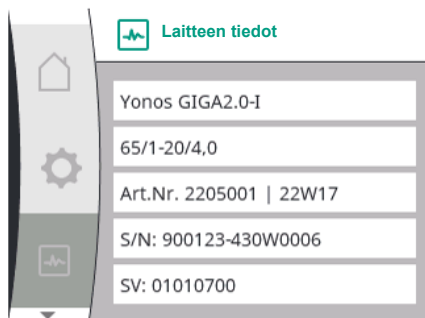 Laitteen tiedot
Yonos GIGA2.0-I
65/1-20/4,0
Art.Nr. 2205001 | 22W17
S/N: 900123-430W0006
SV: 01010700